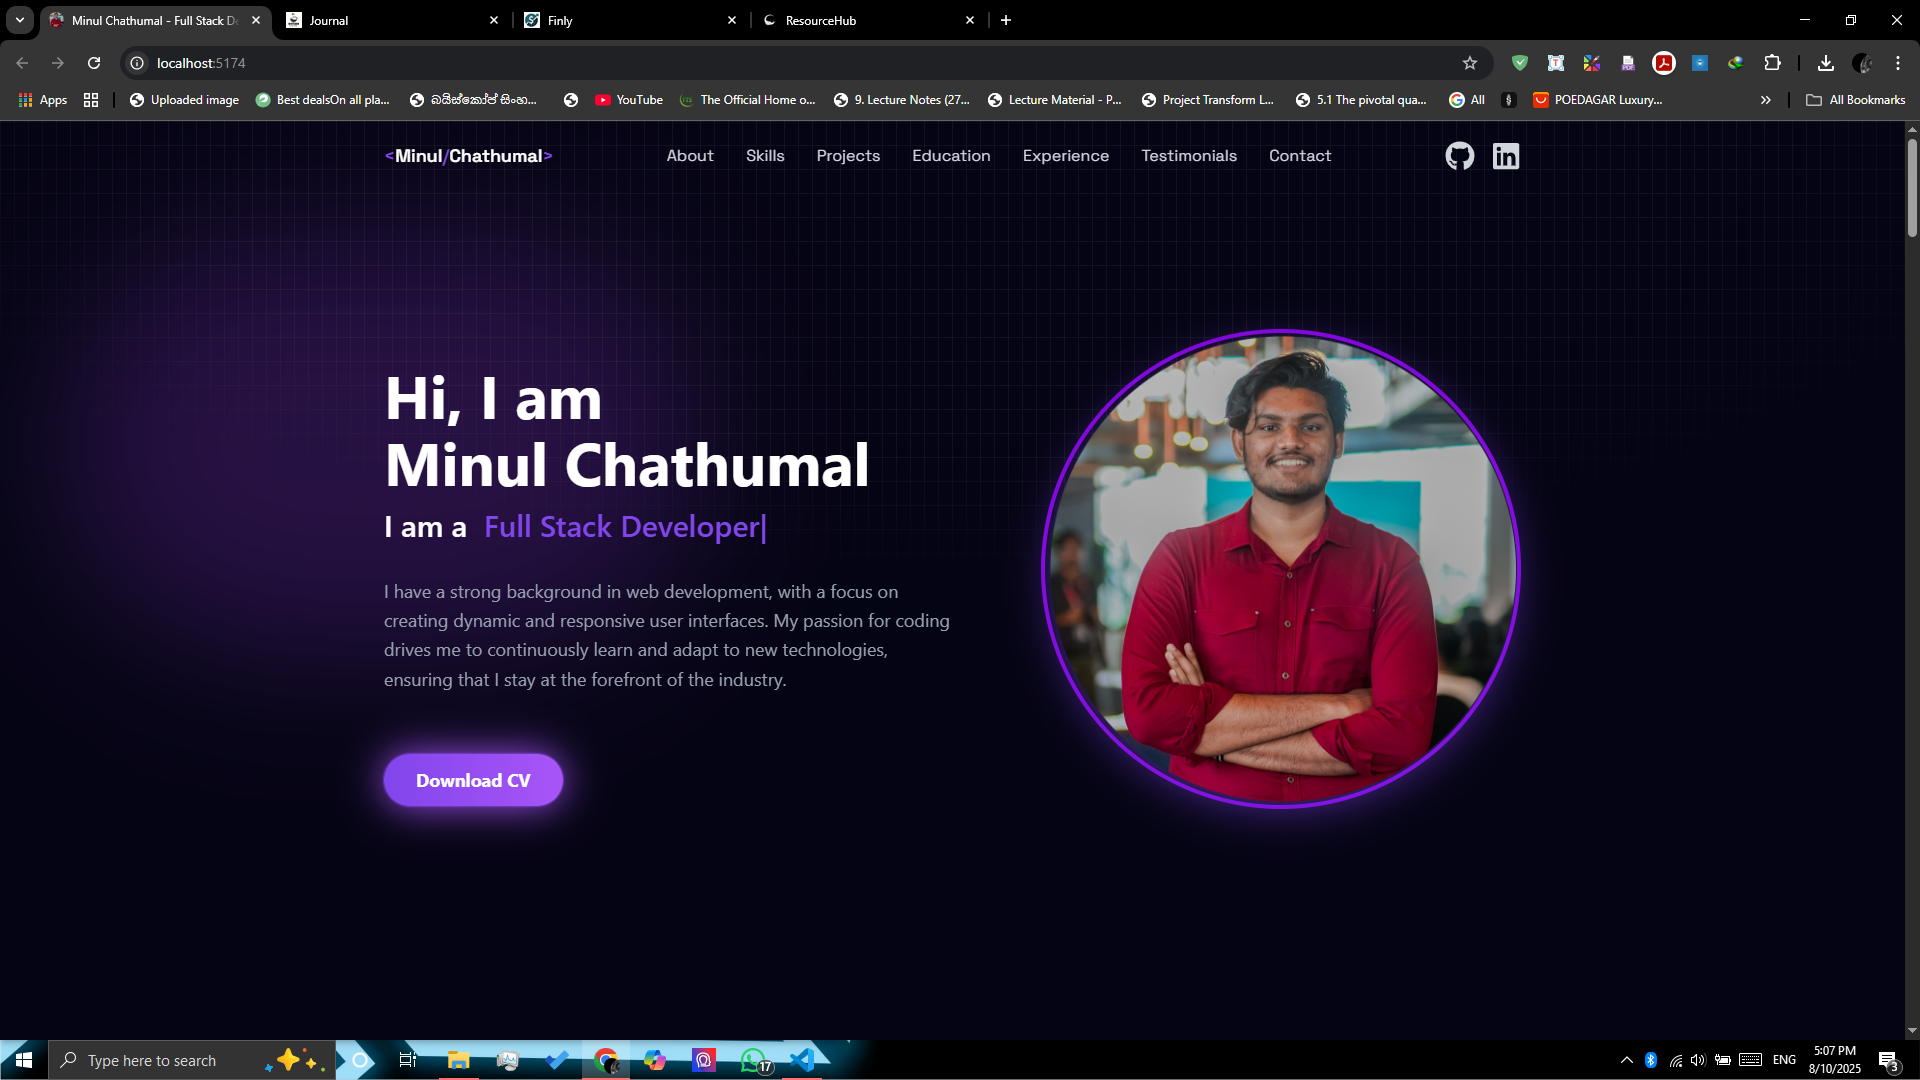 Minul Chathumal - Full Stack De
Journal
Finly
ResourceHub
localhost:5174
Apps
Uploaded image
Best dealsOn all pla...
බයිස්කෝප් සිංහ...
YouTube
The Official Home o...
9. Lecture Notes (27...
Lecture Material - P...
Project Transform L...
5.1 The pivotal qua...
All
POEDAGAR Luxury...
All Bookmarks
<Minul/Chathumal>
About
Skills
Projects
Education
Experience
Testimonials
Contact
Hi, I am
Minul Chathumal
I am a Full Stack Developer|
I have a strong background in web development, with a focus on
creating dynamic and responsive user interfaces. My passion for coding
drives me to continuously learn and adapt to new technologies,
ensuring that I stay at the forefront of the industry.
Download CV
Type here to search
17
ENG
5:07 PM
8/10/2025
3